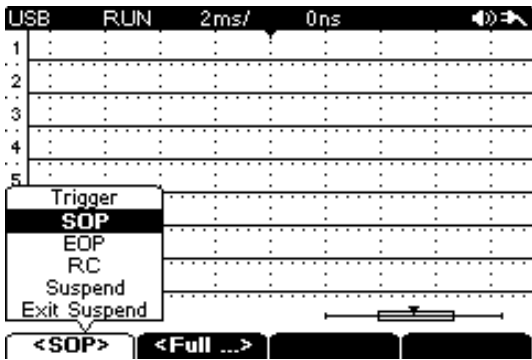 USB RUN 2ms/ 0ns
1
2
3
4
5
Trigger
SOP
EOP
RC
Suspend
Exit Suspend
<SOP> <Full ...>